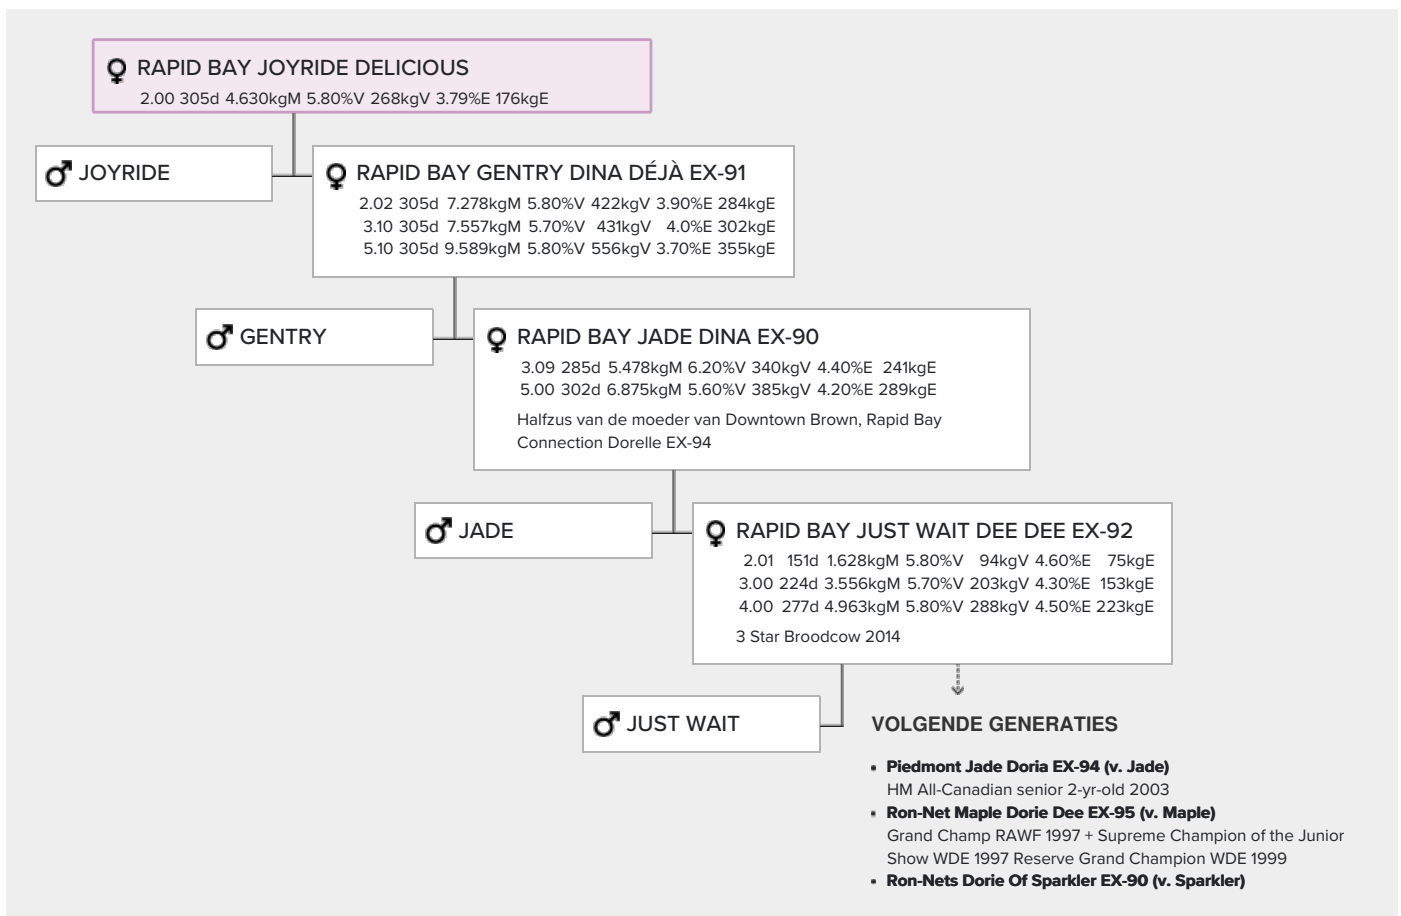 RAPID BAY JOYRIDE DELICIOUS
2.00 305d 4.630kgM 5.80%V 268kgV 3.79%E 176kgE
JOYRIDE
RAPID BAY GENTRY DINA DÉJÀ EX-91
2.02 305d 7.278kgM 5.80%V 422kgV 3.90%E 284kgE
3.10 305d 7.557kgM 5.70%V 431kgV 4.0%E 302kgE
5.10 305d 9.589kgM 5.80%V 556kgV 3.70%E 355kgE
GENTRY
RAPID BAY JADE DINA EX-90
3.09 285d 5.478kgM 6.20%V 340kgV 4.40%E 241kgE
5.00 302d 6.875kgM 5.60%V 385kgV 4.20%E 289kgE
Halfzus van de moeder van Downtown Brown, Rapid Bay
Connection Dorelle EX-94
JADE
RAPID BAY JUST WAIT DEE DEE EX-92
2.01 151d 1.628kgM 5.80%V 94kgV 4.60%E 75kgE
3.00 224d 3.556kgM 5.70%V 203kgV 4.30%E 153kgE
4.00 277d 4.963kgM 5.80%V 288kgV 4.50%E 223kgE
3 Star Broodcow 2014
JUST WAIT
VOLGENDE GENERATIES
• Piedmont Jade Doria EX-94 (v. Jade)
HM All-Canadian senior 2-yr-old 2003
• Ron-Net Maple Dorie Dee EX-95 (v. Maple)
Grand Champ RAWF 1997 + Supreme Champion of the Junior
Show WDE 1997 Reserve Grand Champion WDE 1999
• Ron-Nets Dorie Of Sparkler EX-90 (v. Sparkler)